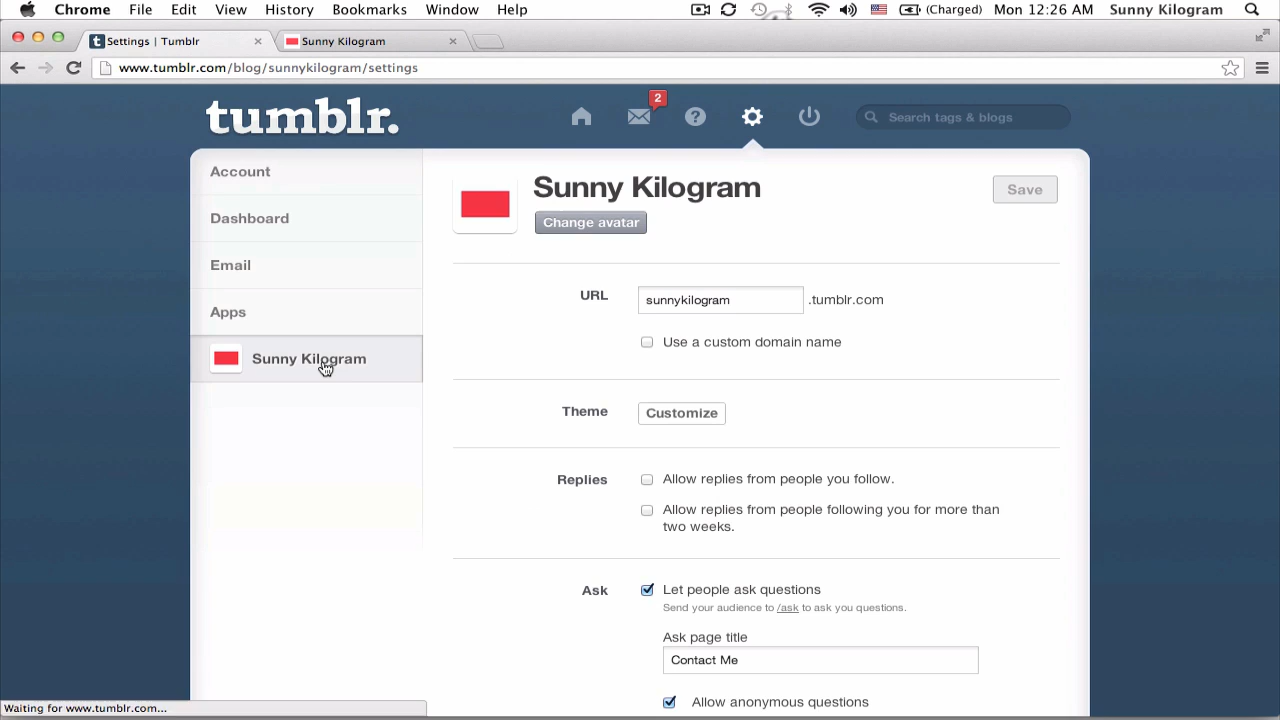 Chrome File Edit View History Bookmarks Window Help (Charged) Mon 12:26 AM Sunny Kilogram
Settings | Tumblr Sunny Kilogram
www.tumblr.com/blog/sunnykilogram/settings
tumblr. 2 ? Search tags & blogs
Account
Dashboard
Email
Apps
Sunny Kilogram
Sunny Kilogram
Save
Change avatar
URL sunnykilogram .tumblr.com
Use a custom domain name
Theme Customize
Replies Allow replies from people you follow.
Allow replies from people following you for more than
two weeks.
Ask Let people ask questions
Send your audience to /ask to ask you questions.
Ask page title
Contact Me
Allow anonymous questions
Waiting for www.tumblr.com...